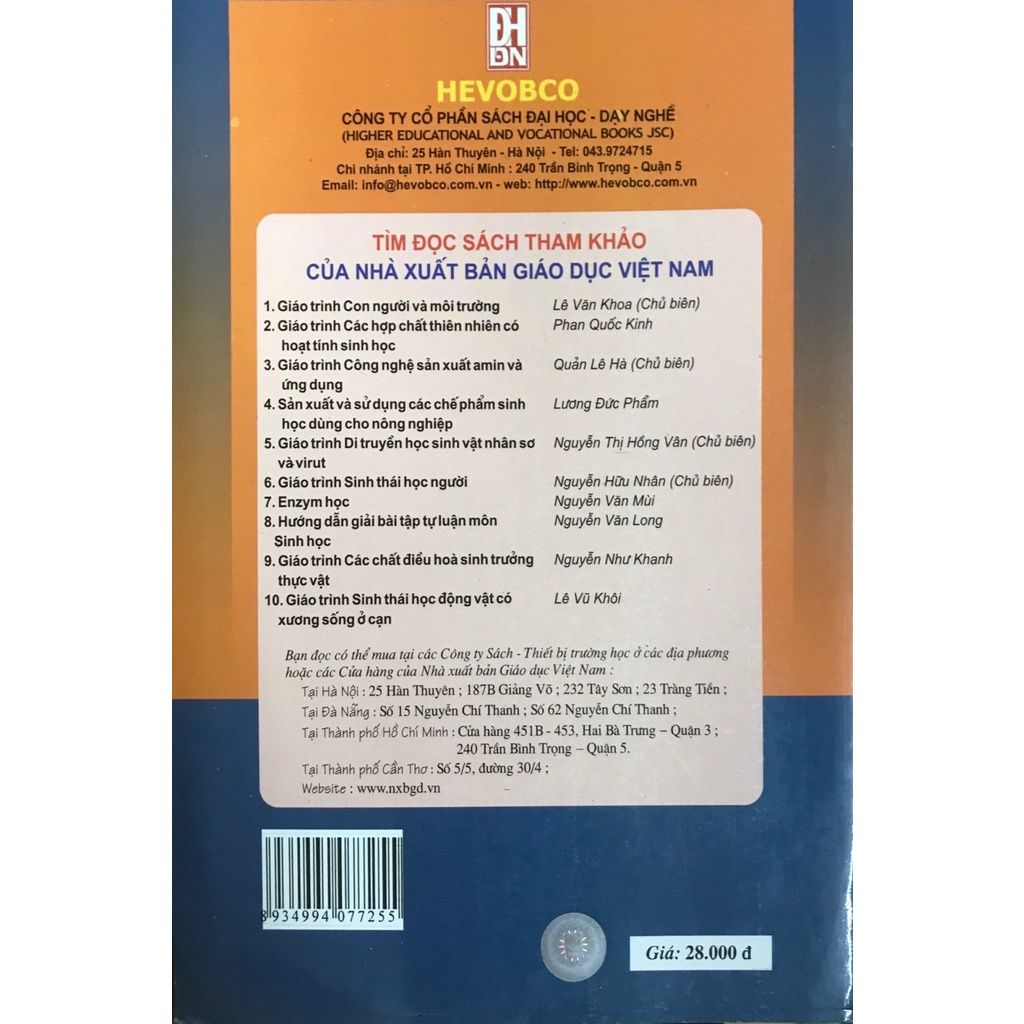 ĐH
DN
HEVOBCO
CÔNG TY CỔ PHẦN SÁCH ĐẠI HỌC - DẠY NGHỀ
(HIGHER EDUCATIONAL AND VOCATIONAL BOOKS JSC)
Địa chỉ: 25 Hàn Thuyên - Hà Nội - Tel: 043.9724715
Chi nhánh tại TP. Hồ Chí Minh : 240 Trần Bình Trọng - Quận 5
Email: info@hevobco.com.vn - web: http://www.hevobco.com.vn
TÌM ĐỌC SÁCH THAM KHẢO
CỦA NHÀ XUẤT BẢN GIÁO DỤC VIỆT NAM
1. Giáo trình Con người và môi trường Lê Văn Khoa (Chủ biên)
2. Giáo trình Các hợp chất thiên nhiên có Phan Quốc Kinh
hoạt tính sinh học
3. Giáo trình Công nghệ sản xuất amin và Quản Lê Hà (Chủ biên)
ứng dụng
4. Sản xuất và sử dụng các chế phẩm sinh Lương Đức Phẩm
học dùng cho nông nghiệp
5. Giáo trình Di truyền học sinh vật nhân sơ Nguyễn Thị Hồng Vân (Chủ biên)
và virut
6. Giáo trình Sinh thái học người Nguyễn Hữu Nhân (Chủ biên)
7. Enzym học Nguyễn Văn Mùi
8. Hướng dẫn giải bài tập tự luận môn Nguyễn Văn Long
Sinh học
9. Giáo trình Các chất điều hoà sinh trưởng Nguyễn Như Khanh
thực vật
10. Giáo trình Sinh thái học động vật có Lê Vũ Khôi
xương sống ở cạn
Bạn đọc có thể mua tại các Công ty Sách - Thiết bị trường học ở các địa phương
hoặc các Cửa hàng của Nhà xuất bản Giáo dục Việt Nam :
Tại Hà Nội : 25 Hàn Thuyên ; 187B Giảng Võ ; 232 Tây Sơn ; 23 Tràng Tiền ;
Tại Đà Nẵng : Số 15 Nguyễn Chí Thanh ; Số 62 Nguyễn Chí Thanh ;
Tại Thành phố Hồ Chí Minh : Cửa hàng 451B - 453, Hai Bà Trưng – Quận 3 ;
240 Trần Bình Trọng – Quận 5.
Tại Thành phố Cần Thơ : Số 5/5, đường 30/4 ;
Website : www.nxbgd.vn
8934994077255
Giá: 28.000 đ